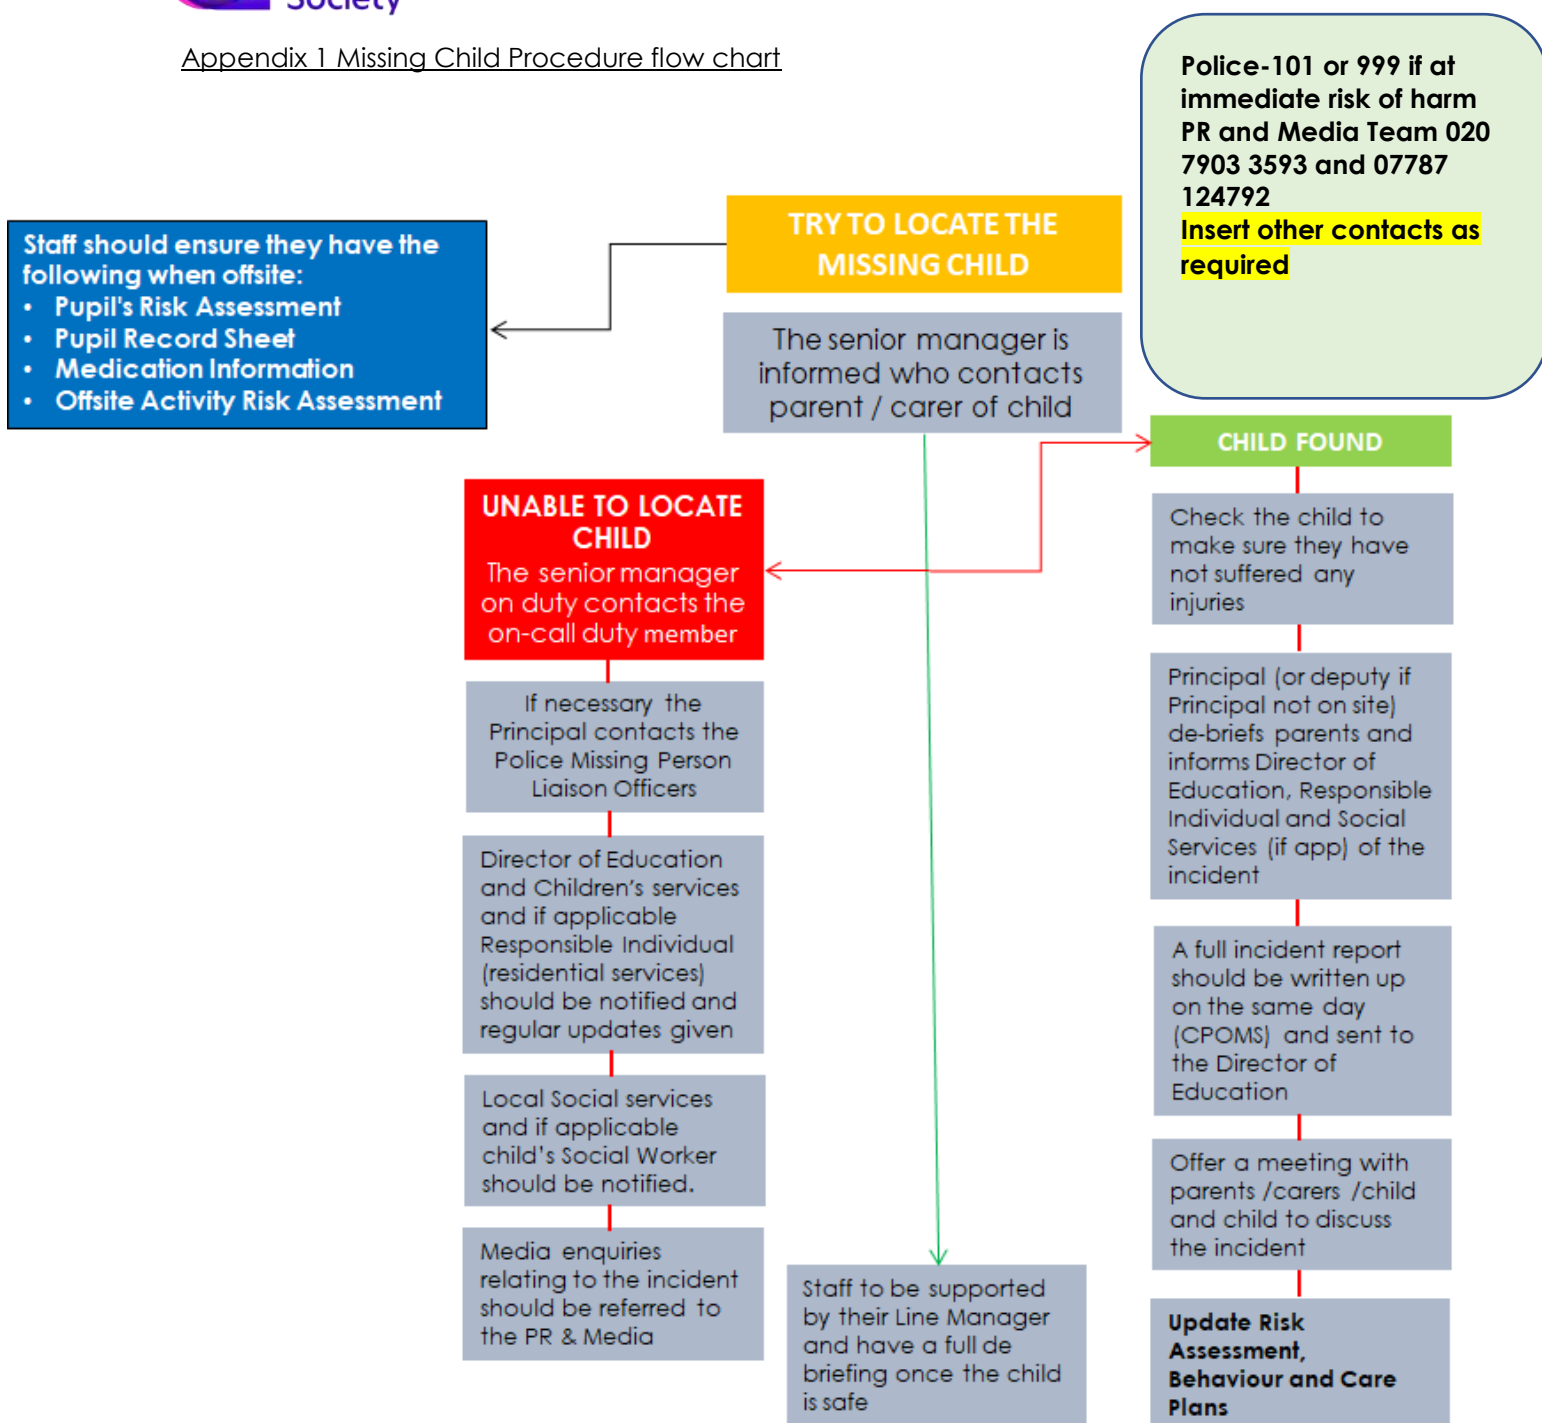 Society
Appendix 1 Missing Child Procedure flow chart
Police-101 or 999 if at
immediate risk of harm
PR and Media Team 020
7903 3593 and 07787
124792
Insert other contacts as
required
TRY TO LOCATE THE
MISSING CHILD
Staff should ensure they have the
following when offsite:
• Pupil's Risk Assessment
• Pupil Record Sheet
• Medication Information
• Offsite Activity Risk Assessment
The senior manager is
informed who contacts
parent / carer of child
UNABLE TO LOCATE
CHILD
The senior manager
on duty contacts the
on-call duty member
If necessary the
Principal contacts the
Police Missing Person
Liaison Officers
Director of Education
and Children's services
and if applicable
Responsible Individual
(residential services)
should be notified and
regular updates given
Local Social services
and if applicable
child's Social Worker
should be notified.
Media enquiries
relating to the incident
should be referred to
the PR & Media
Staff to be supported
by their Line Manager
and have a full de
briefing once the child
is safe
CHILD FOUND
Check the child to
make sure they have
not suffered any
injuries
Principal (or deputy if
Principal not on site)
de-briefs parents and
informs Director of
Education, Responsible
Individual and Social
Services (if app) of the
incident
A full incident report
should be written up
on the same day
(CPOMS) and sent to
the Director of
Education
Offer a meeting with
parents /carers /child
and child to discuss
the incident
Update Risk
Assessment,
Behaviour and Care
Plans